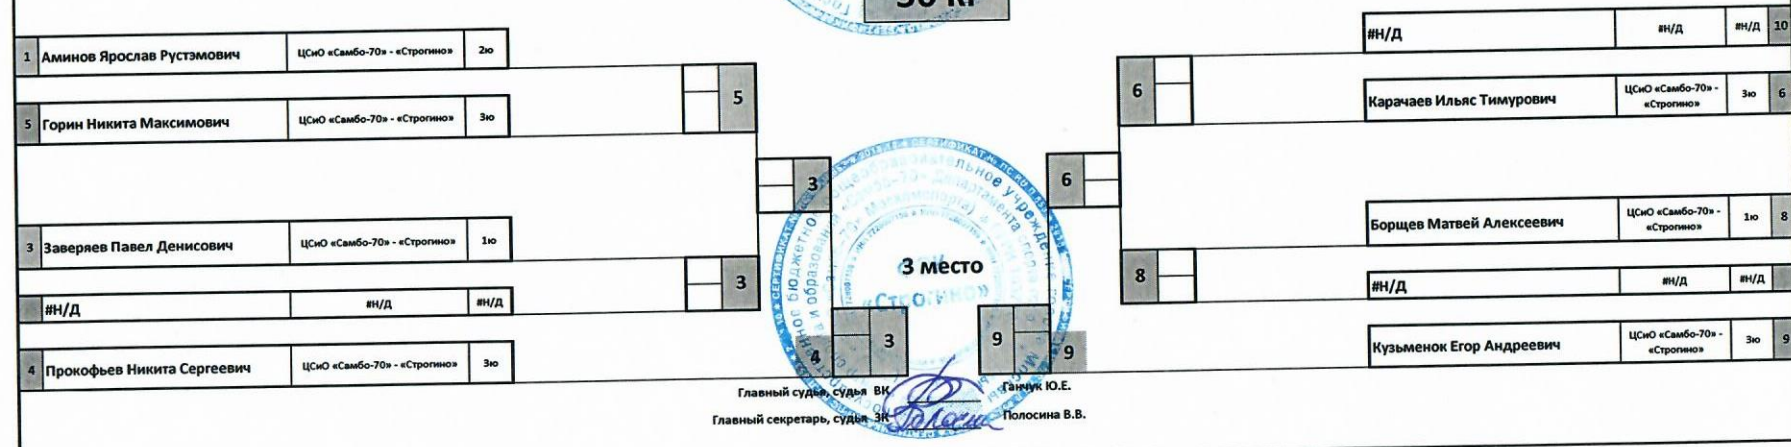 1 Аминов Ярослав Рустэмович ЦСиО «Самбо-70» - «Строгино» 2ю
5 Горин Никита Максимович ЦСиО «Самбо-70» - «Строгино» 3ю
5
3
3 Заверяев Павел Денисович ЦСиО «Самбо-70» - «Строгино» 1ю
#Н/Д #Н/Д #Н/Д
3
4 Прокофьев Никита Сергеевич ЦСиО «Самбо-70» - «Строгино» 3ю
#Н/Д #Н/Д #Н/Д 10
6
Карачаев Ильяс Тимурович ЦСиО «Самбо-70» -
«Строгино» 3ю 6
6
Борщев Матвей Алексеевич ЦСиО «Самбо-70» -
«Строгино» 1ю 8
8
#Н/Д #Н/Д #Н/Д
Кузьменок Егор Андреевич ЦСиО «Самбо-70» -
«Строгино» 3ю 9
3 место
«Строгино»
4 3 9 9
Главный судья, судья ВК Ганчук Ю.Е.
Главный секретарь, судья 3К Полосина В.В.